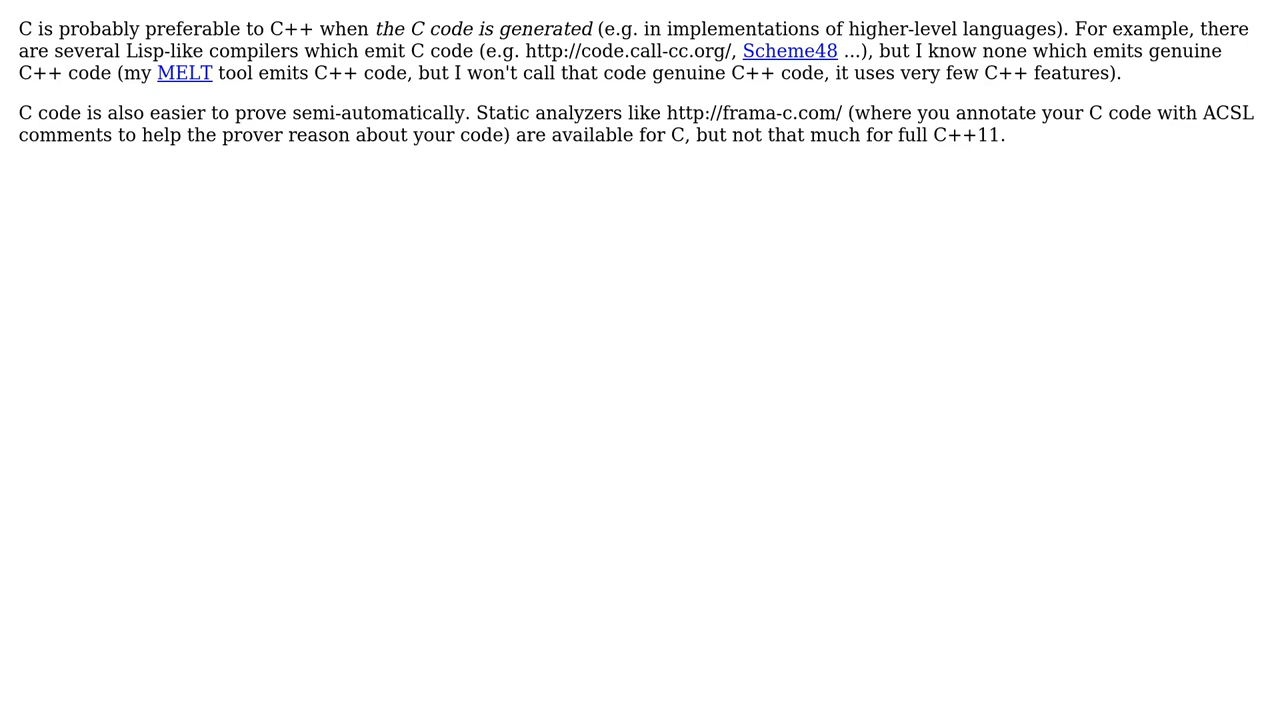 C is probably preferable to C++ when the C code is generated (e.g. in implementations of higher-level languages). For example, there
are several Lisp-like compilers which emit C code (e.g. http://code.call-cc.org/, Scheme48 ...), but I know none which emits genuine
C++ code (my MELT tool emits C++ code, but I won't call that code genuine C++ code, it uses very few C++ features).
C code is also easier to prove semi-automatically. Static analyzers like http://frama-c.com/ (where you annotate your C code with ACSL
comments to help the prover reason about your code) are available for C, but not that much for full C++11.